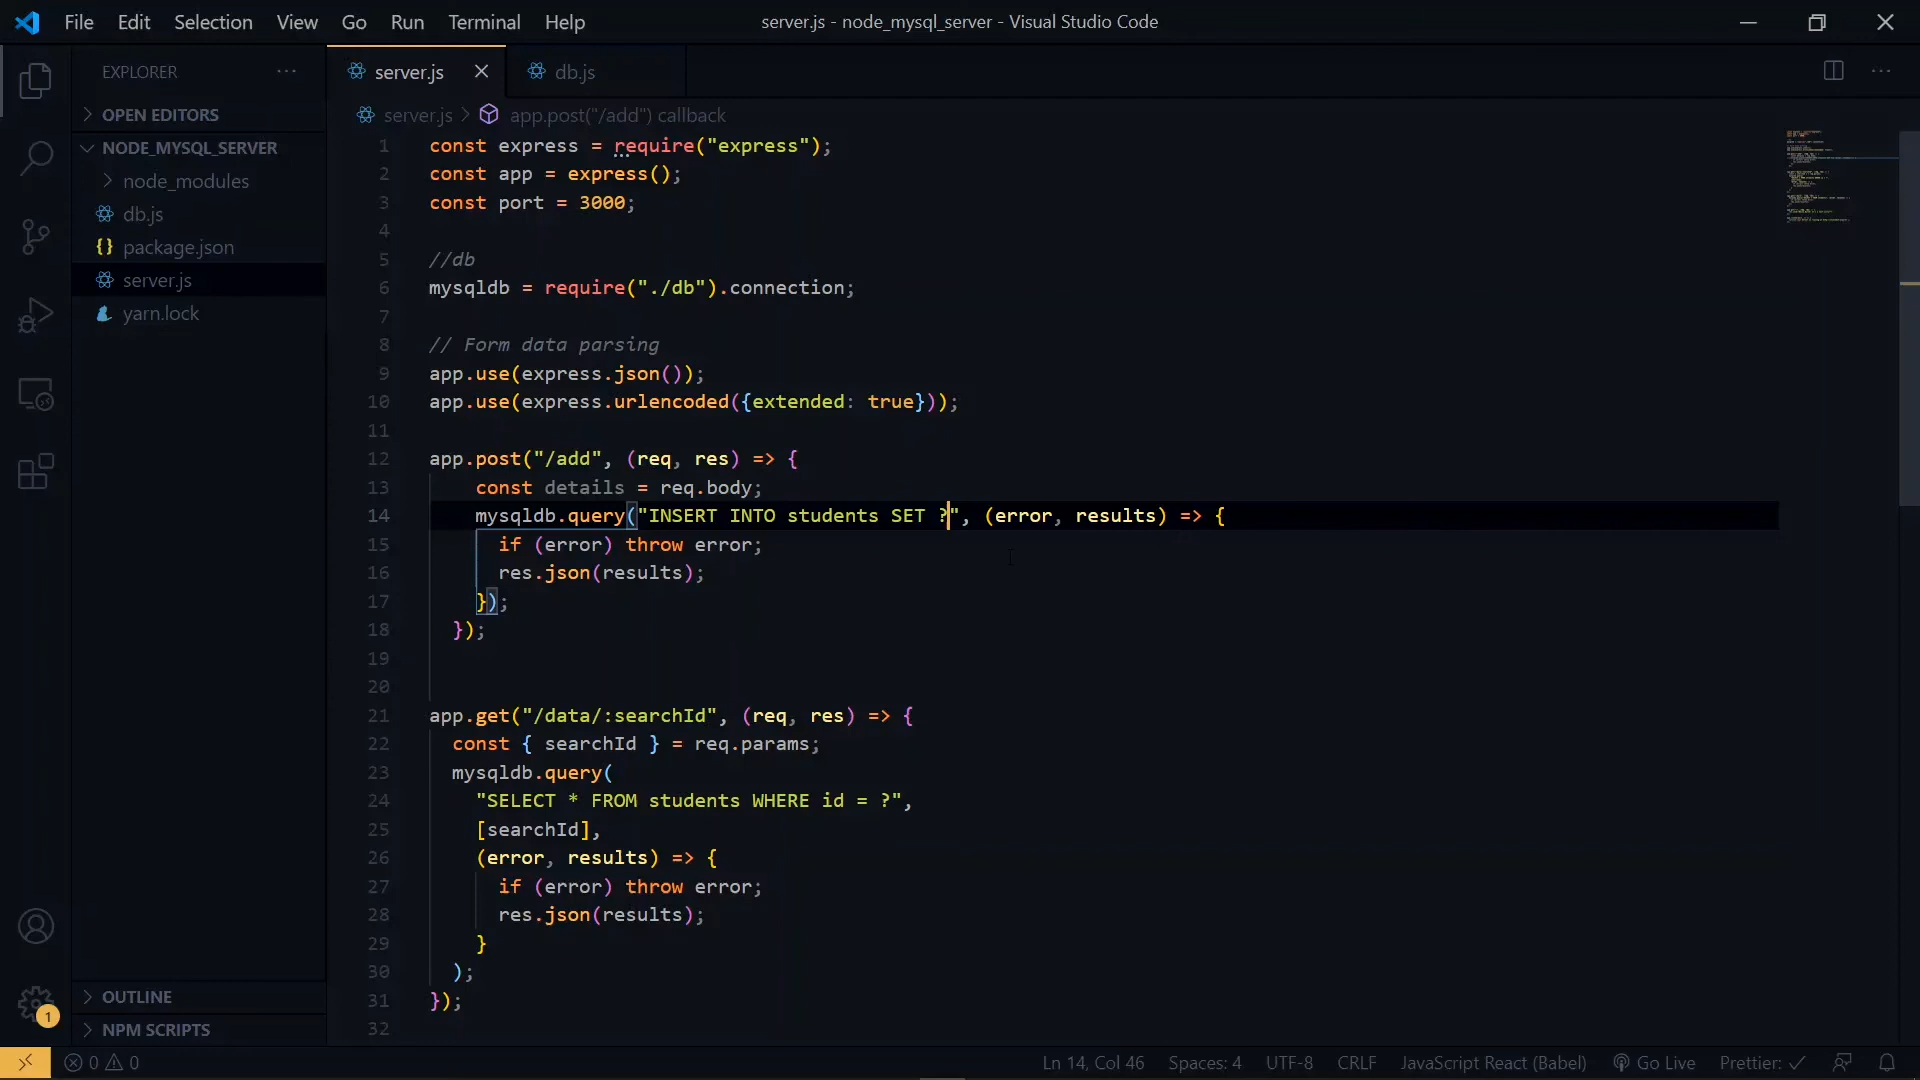 File Edit Selection View Go Run Terminal Help server.js - node_mysql_server - Visual Studio Code
EXPLORER ···
server.js
db.js
OPEN EDITORS
NODE_MYSQL_SERVER
node_modules
db.js
package.json
server.js
yarn.lock
OUTLINE
NPM SCRIPTS
1
server.js > app.post("/add") callback
1 const express = require("express");
2 const app = express();
3 const port = 3000;
4
5 //db
6 mysqldb = require("./db").connection;
7
8 // Form data parsing
9 app.use(express.json());
10 app.use(express.urlencoded({extended: true}));
11
12 app.post("/add", (req, res) => {
13 const details = req.body;
14 mysqldb.query("INSERT INTO students SET ?", (error, results) => {
15 if (error) throw error;
16 res.json(results);
17 });
18 });
19
20
21 app.get("/data/:searchId", (req, res) => {
22 const { searchId } = req.params;
23 mysqldb.query(
24 "SELECT * FROM students WHERE id = ?",
25 [searchId],
26 (error, results) => {
27 if (error) throw error;
28 res.json(results);
29 }
30 );
31 });
32
0 0 Ln 14, Col 46 Spaces: 4 UTF-8 CRLF JavaScript React (Babel) Go Live Prettier: ✓